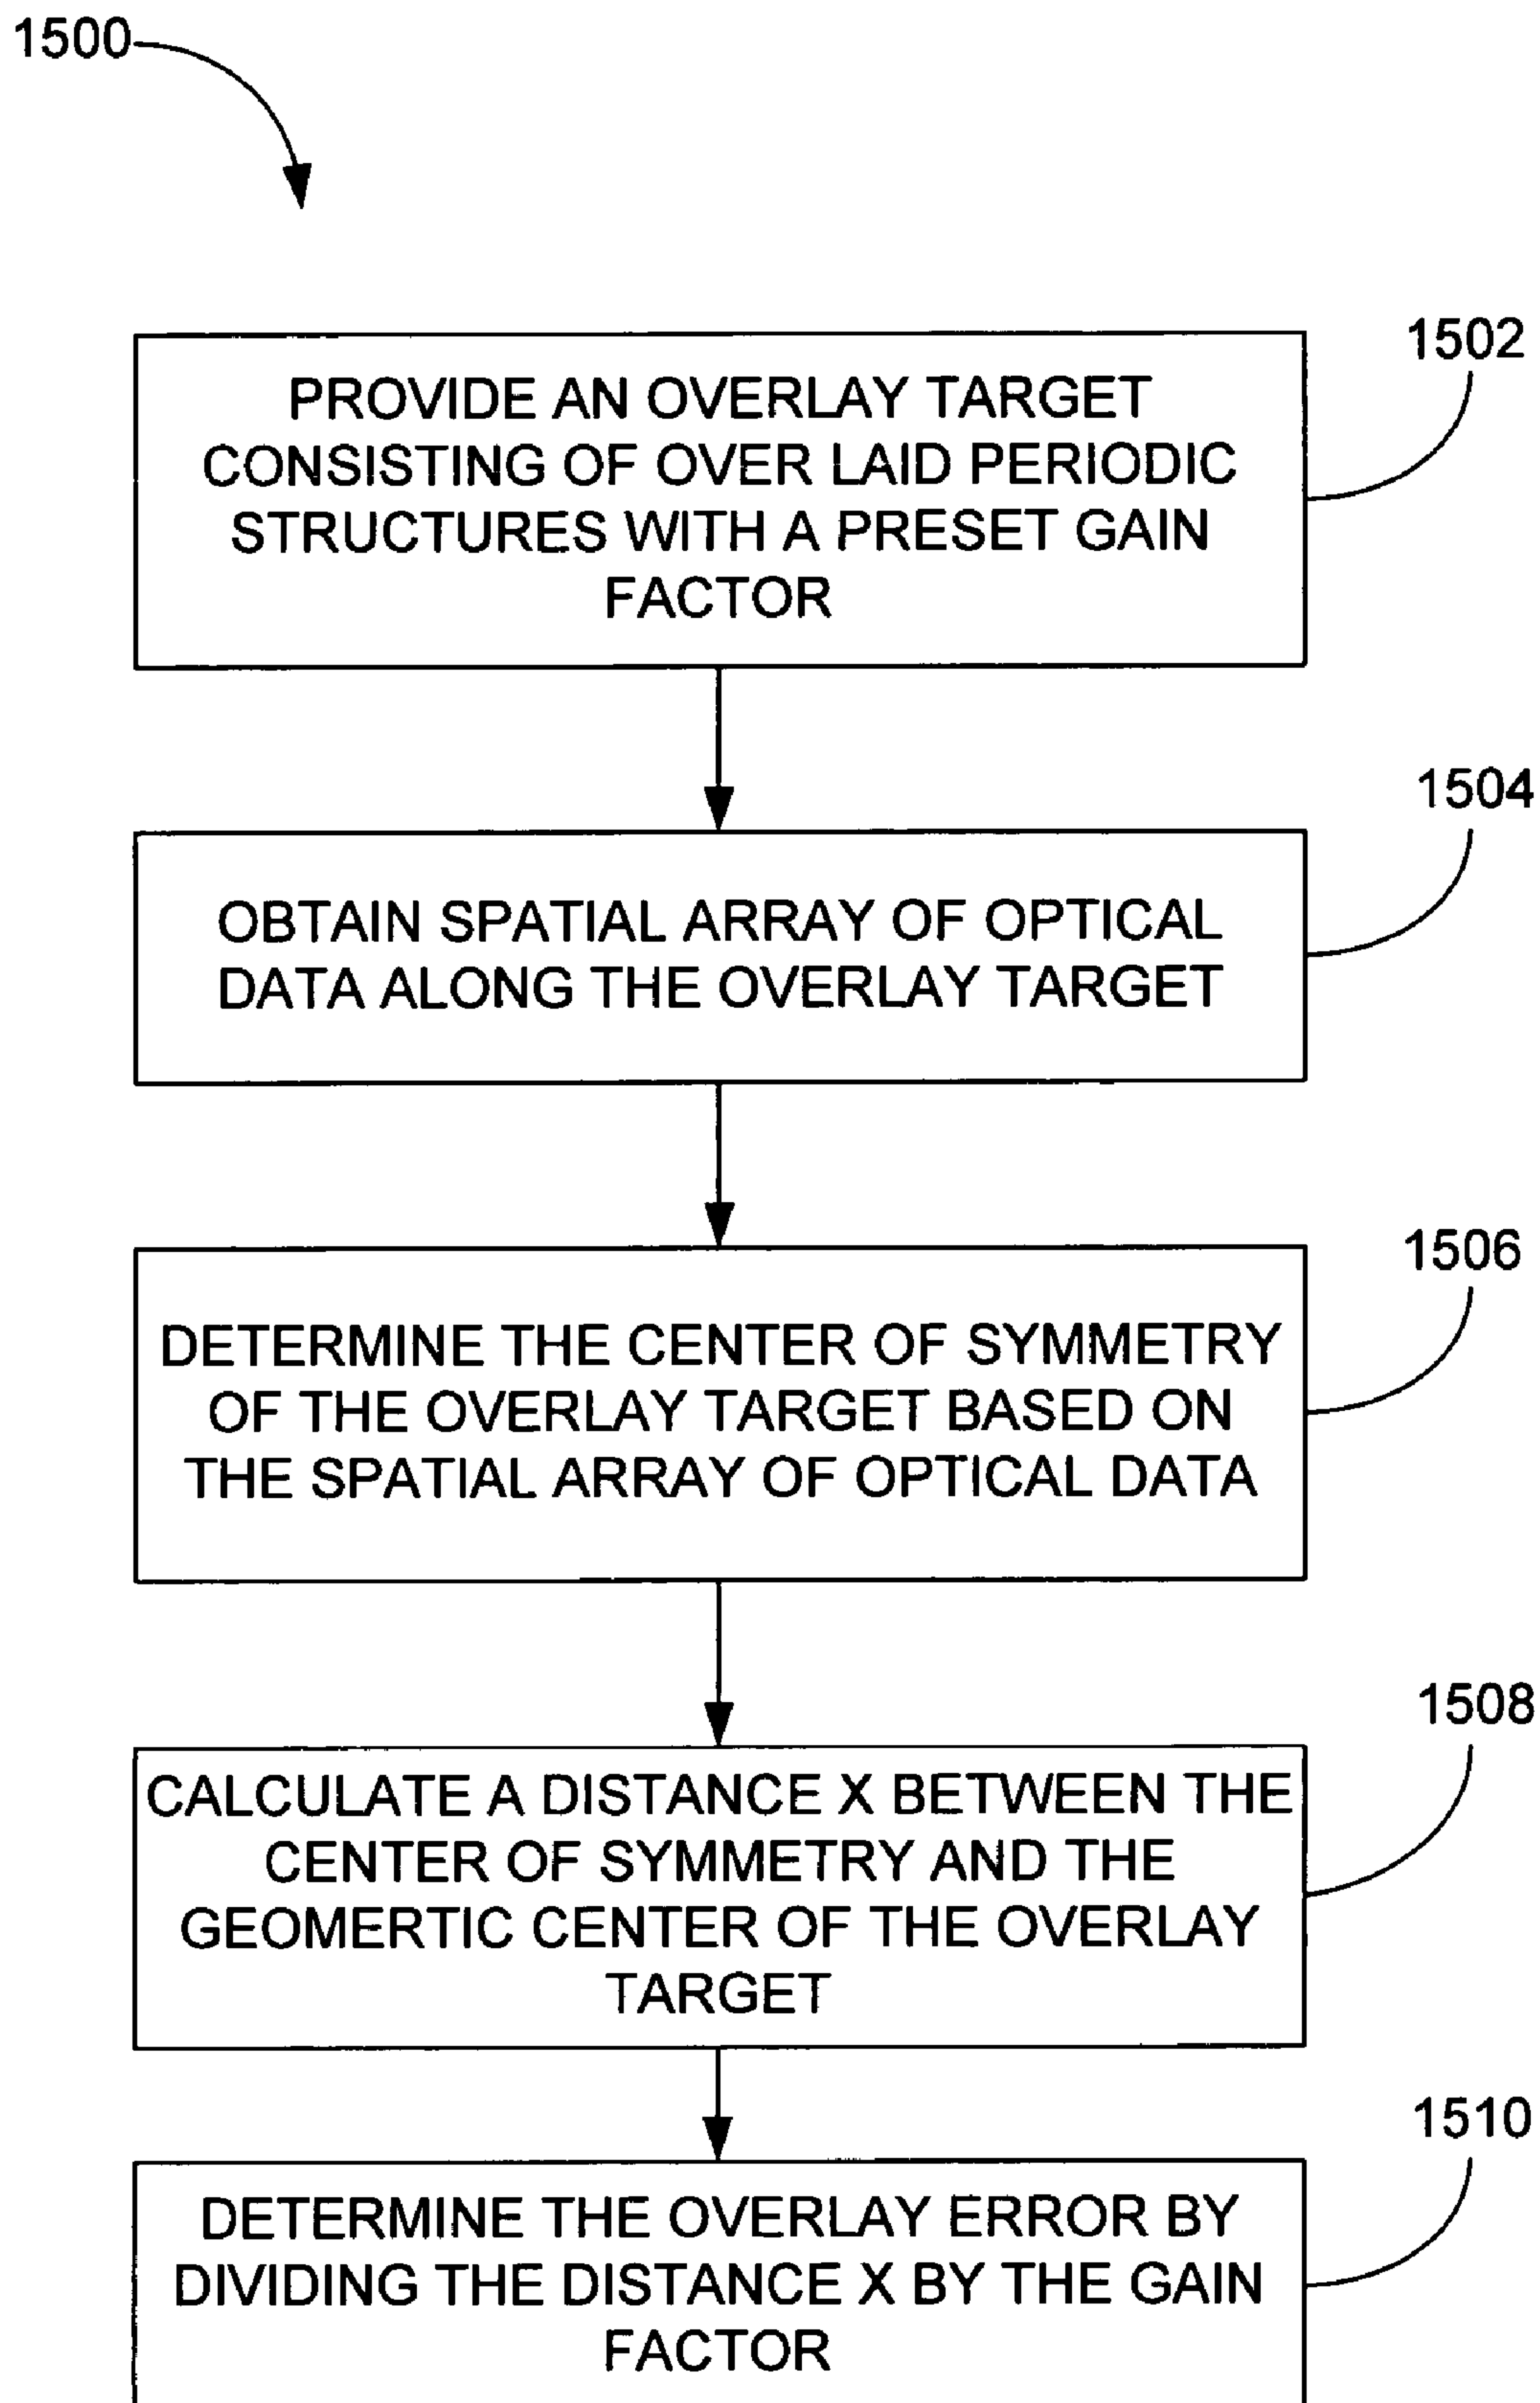 1500
1502
PROVIDE AN OVERLAY TARGET
CONSISTING OF OVER LAID PERIODIC
STRUCTURES WITH A PRESET GAIN
FACTOR
1504
OBTAIN SPATIAL ARRAY OF OPTICAL
DATA ALONG THE OVERLAY TARGET
1506
DETERMINE THE CENTER OF SYMMETRY
OF THE OVERLAY TARGET BASED ON
THE SPATIAL ARRAY OF OPTICAL DATA
1508
CALCULATE A DISTANCE X BETWEEN THE
CENTER OF SYMMETRY AND THE
GEOMERTIC CENTER OF THE OVERLAY
TARGET
1510
DETERMINE THE OVERLAY ERROR BY
DIVIDING THE DISTANCE X BY THE GAIN
FACTOR